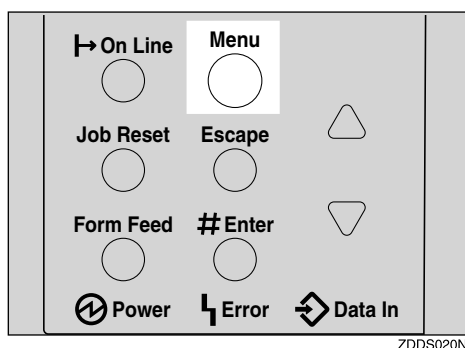 On Line Menu
Job Reset Escape
Form Feed # Enter
Power Error Data In
ZDDS020N